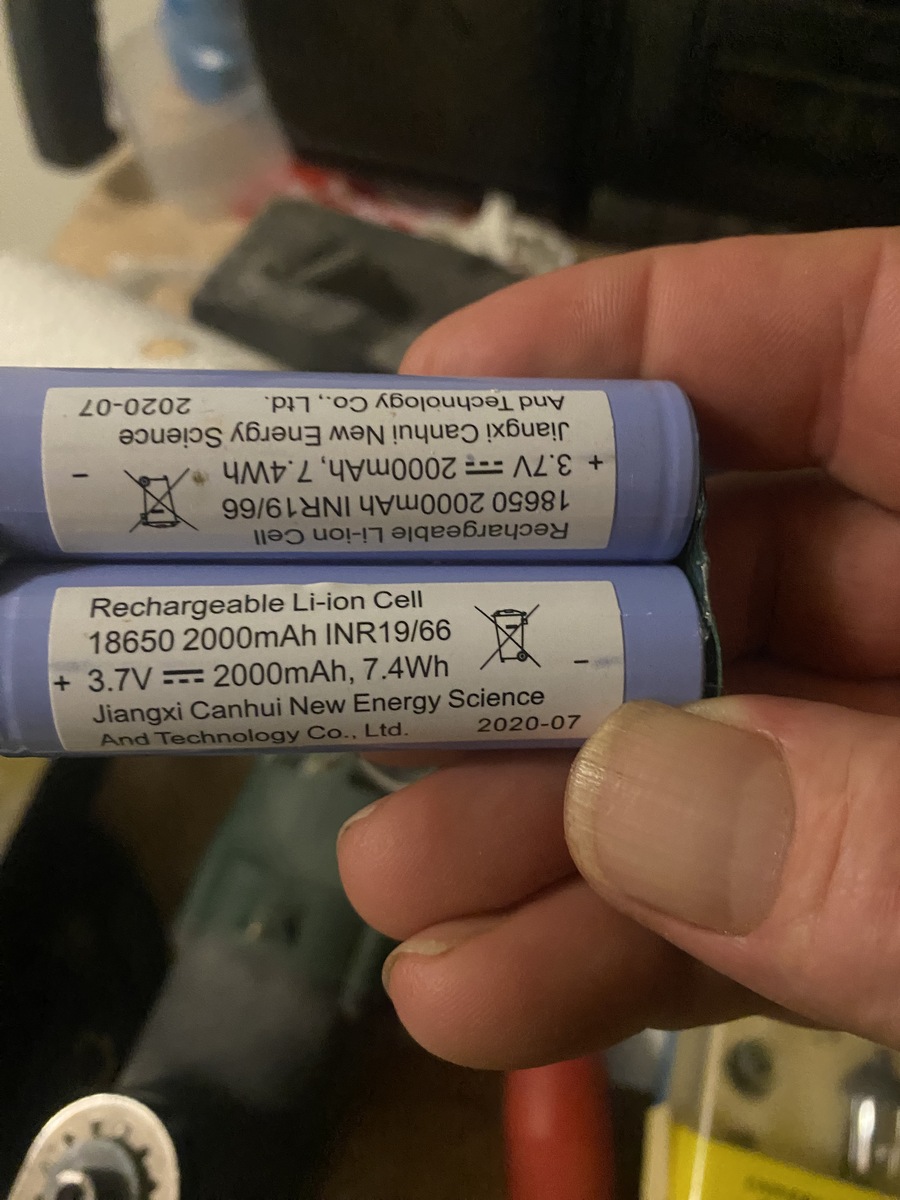 Rechargeable Li-ion Cell
18650 2000mAh INR19/66
+ 3.7V 2000mAh, 7.4Wh -
Jiangxi Canhui New Energy Science
And Technology Co., Ltd. 2020-07
Rechargeable Li-ion Cell
18650 2000mAh INR19/66
+ 3.7V 2000mAh, 7.4Wh -
Jiangxi Canhui New Energy Science
And Technology Co., Ltd. 2020-07